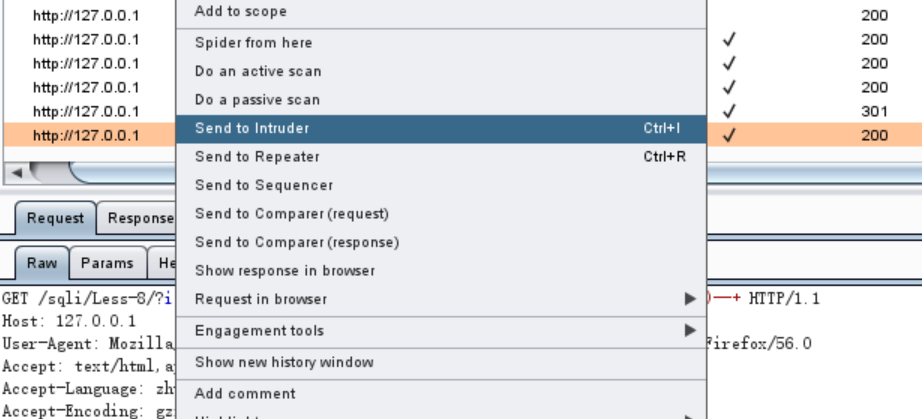 http://127.0.0.1 200
http://127.0.0.1 ✓ 200
http://127.0.0.1 ✓ 200
http://127.0.0.1 ✓ 200
http://127.0.0.1 ✓ 301
http://127.0.0.1 ✓ 200
Add to scope
Spider from here
Do an active scan
Do a passive scan
Send to Intruder Ctrl+I
Send to Repeater Ctrl+R
Send to Sequencer
Send to Comparer (request)
Send to Comparer (response)
Show response in browser
Request in browser
Engagement tools
Show new history window
Add comment
Request Response
Raw Params He
GET /sqli/Less-8/?i )--+ HTTP/1.1
Host: 127.0.0.1
User-Agent: Mozilla Firefox/56.0
Accept: text/html,a
Accept-Language: zh
Accept-Encoding: gz